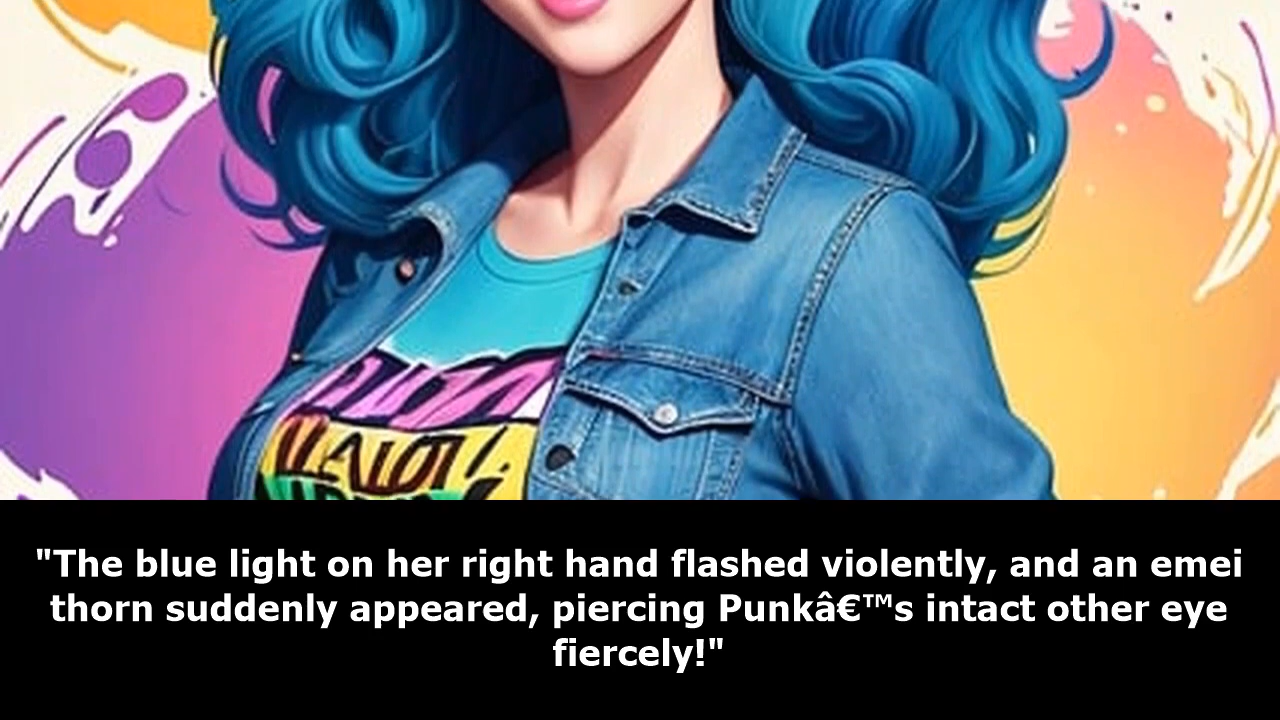 "The blue light on her right hand flashed violently, and an emei
thorn suddenly appeared, piercing Punkâ€™s intact other eye
fiercely!"